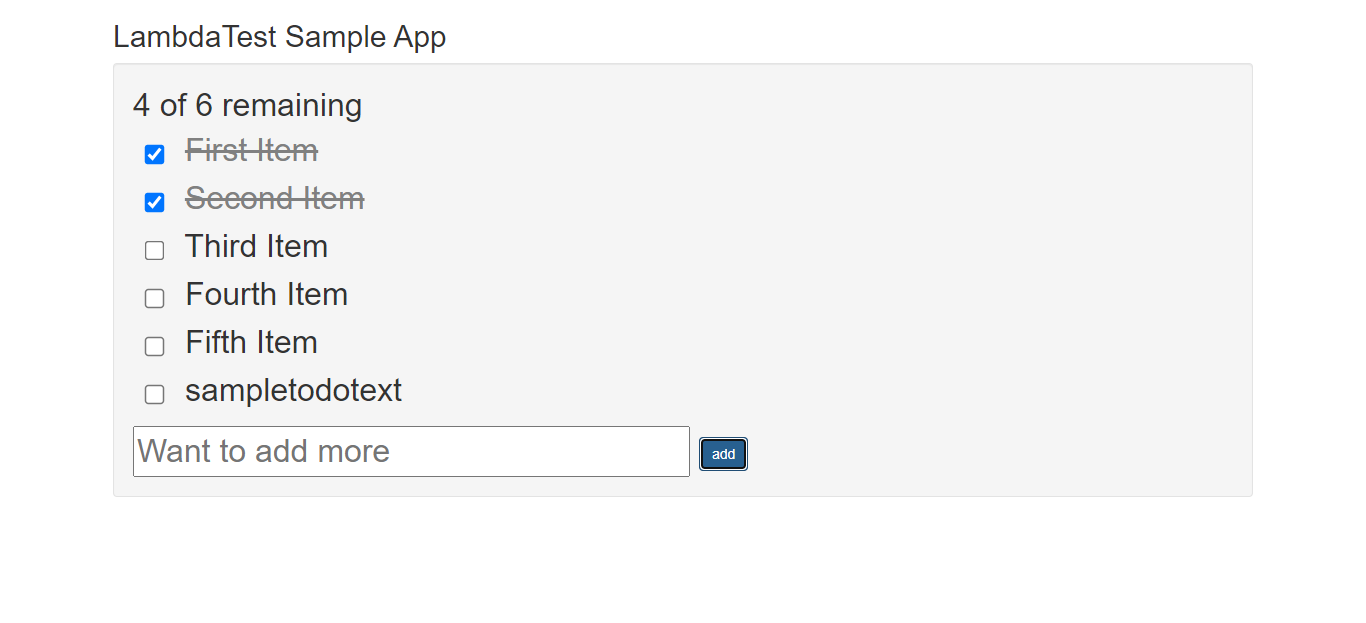 LambdaTest Sample App
4 of 6 remaining
First Item
Second Item
Third Item
Fourth Item
Fifth Item
sampletodotext
Want to add more
add